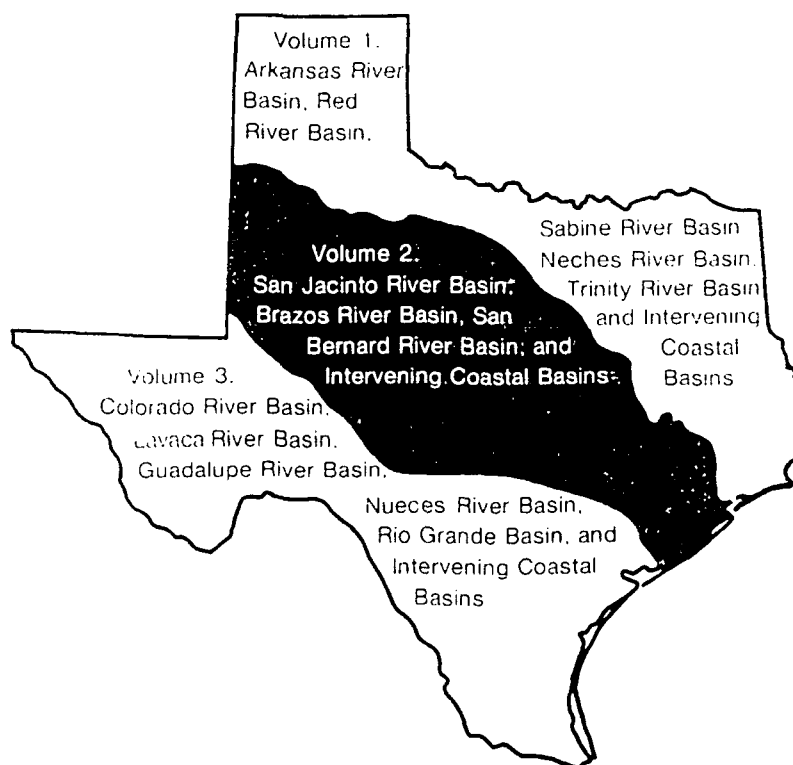 Volume 1.
Arkansas River
Basin, Red
River Basin,
Sabine River Basin
Neches River Basin,
Trinity River Basin
and Intervening
Coastal
Basins
Volume 2.
San Jacinto River Basin,
Brazos River Basin, San
Bernard River Basin; and
Intervening Coastal Basins
Volume 3.
Colorado River Basin,
Lavaca River Basin,
Guadalupe River Basin,
Nueces River Basin,
Rio Grande Basin, and
Intervening Coastal
Basins